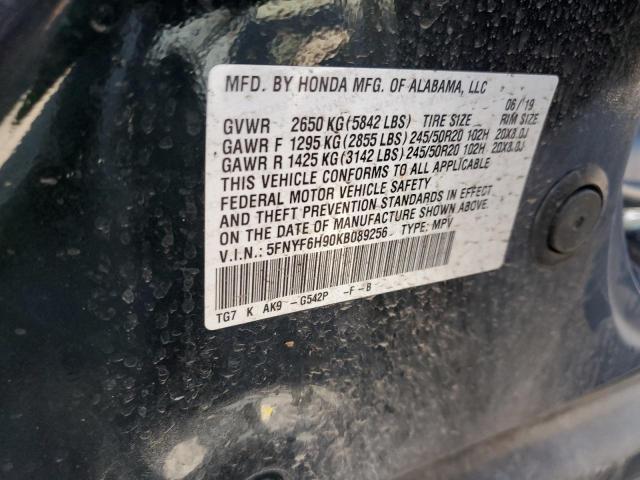 MFD. BY HONDA MFG. OF ALABAMA, LLC
06/19
GVWR 2650 KG (5842 LBS) TIRE SIZE RIM SIZE
GAWR F 1295 KG (2855 LBS) 245/50R20 102H 20X8.0J
GAWR R 1425 KG (3142 LBS) 245/50R20 102H 20X8.0J
THIS VEHICLE CONFORMS TO ALL APPLICABLE
FEDERAL MOTOR VEHICLE SAFETY
AND THEFT PREVENTION STANDARDS IN EFFECT
ON THE DATE OF MANUFACTURE SHOWN ABOVE.
V.I.N.: 5FNYF6H90KB089256 TYPE: MPV
TG7 K AK9 -G542P -F-B